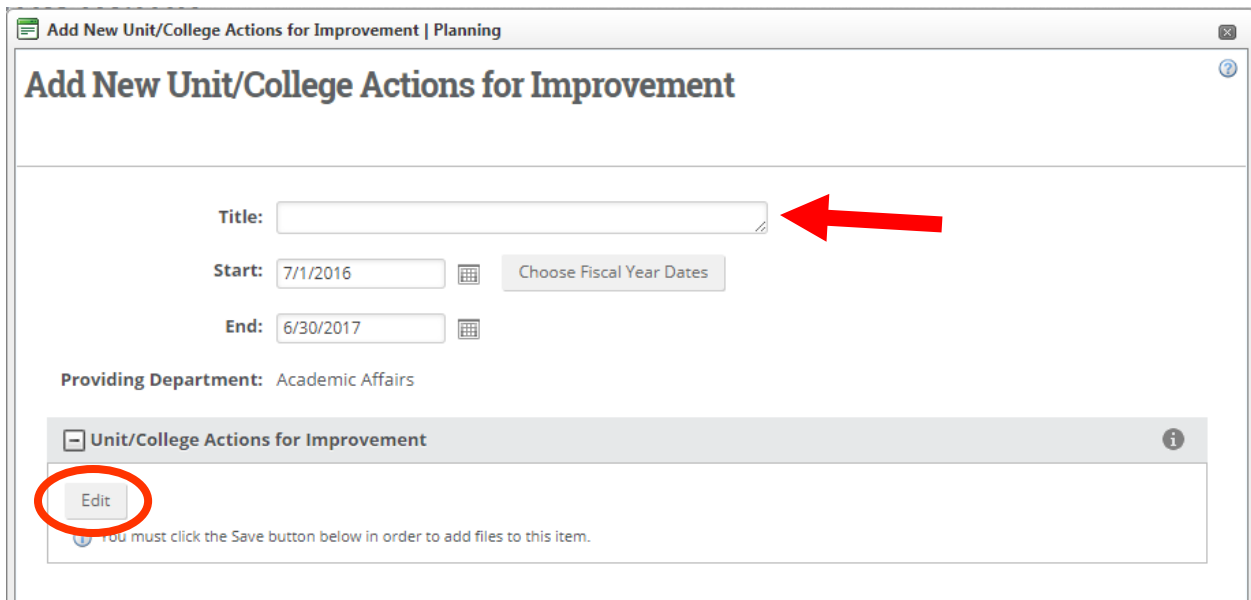 Add New Unit/College Actions for Improvement | Planning
Add New Unit/College Actions for Improvement
Title:
Start: 7/1/2016 Choose Fiscal Year Dates
End: 6/30/2017
Providing Department: Academic Affairs
Unit/College Actions for Improvement
Edit
You must click the Save button below in order to add files to this item.